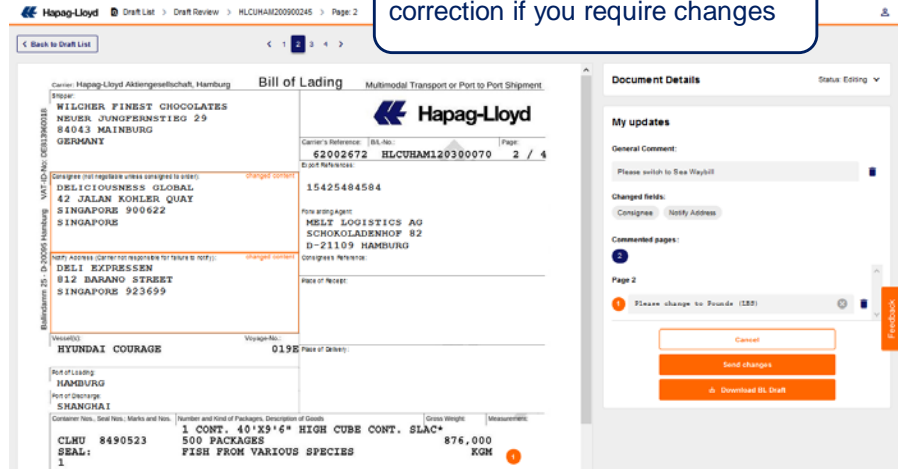 correction if you require changes
Hapag-Lloyd Draft List > Draft Review > HLCUHAM200900245 > Page: 2
< Back to Draft List
< 1 2 3 4 >
Carrier: Hapag-Lloyd Aktiengesellschaft, Hamburg Bill of Lading Multimodal Transport or Port to Port Shipment
Shipper:
WILCHER FINEST CHOCOLATES
NEUER JUNGFERNSTIEG 29
84043 MAINBURG
GERMANY
Hapag-Lloyd
Carrier's Reference: B/L-No.: Page:
62002672 HLCUHAM120300070 2 / 4
Export References:
15425484584
Consignee (not negotiable unless consigned to order): changed content
DELICIOUSNESS GLOBAL
42 JALAN KOHLER QUAY
SINGAPORE 900622
SINGAPORE
Forwarding Agent:
MELT LOGISTICS AG
SCHOKOLADENHOF 82
D-21109 HAMBURG
Notify Address (Carrier not responsible for failure to notify): changed content
DELI EXPRESSEN
812 BARANO STREET
SINGAPORE 923699
Consignee's Reference:
Place of Receipt:
Vessel(s): Voyage-No.:
HYUNDAI COURAGE 019E
Place of Delivery:
Port of Loading:
HAMBURG
Port of Discharge:
SHANGHAI
Container Nos., Seal Nos.; Marks and Nos. Number and Kind of Packages, Description of Goods Gross Weight: Measurement:
1 CONT. 40'X9'6" HIGH CUBE CONT. SLAC*
CLHU 8490523 500 PACKAGES 876,000
SEAL: FISH FROM VARIOUS SPECIES KGM 1
1
Ballindamm 25 - D-20095 Hamburg VAT-ID-No: DE813960018
Document Details Status: Editing
My updates
General Comment:
Please switch to Sea Waybill
Changed fields:
Consignee Notify Address
Commented pages:
2
Page 2
1 Please change to Pounds (LBS)
Cancel
Send changes
Download BL Draft
Feedback